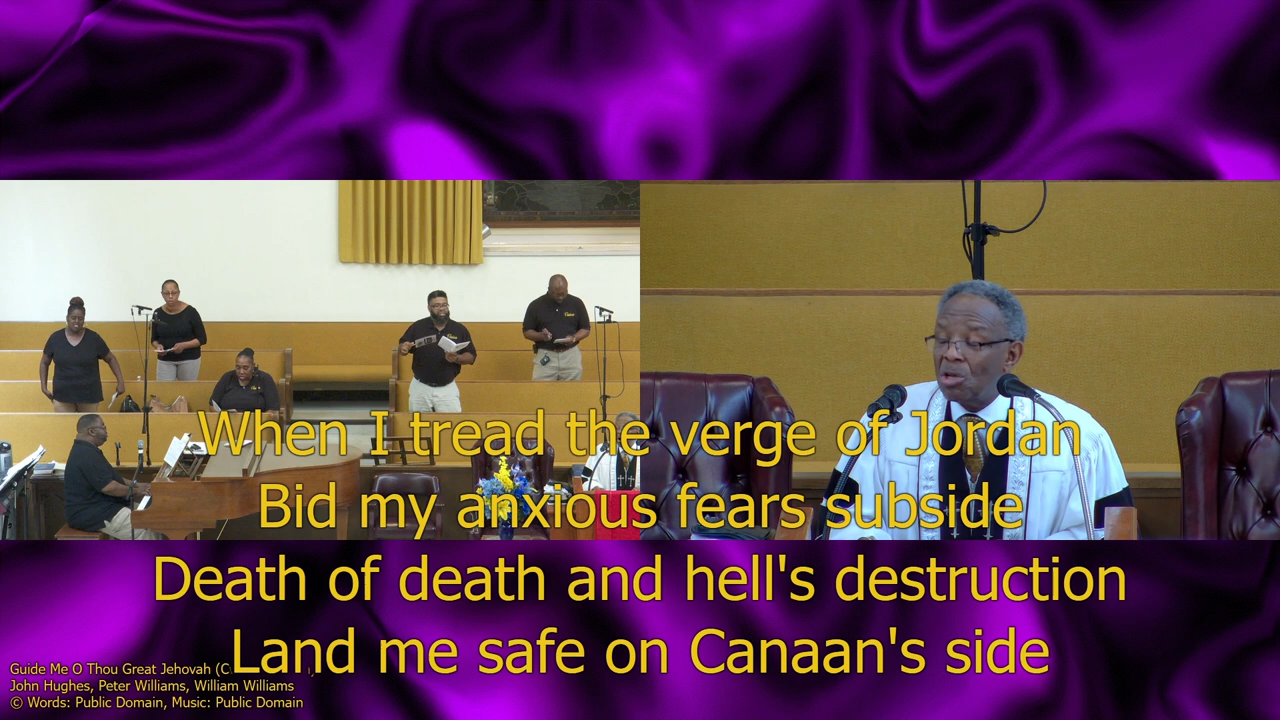 When I tread the verge of Jordan
Bid my anxious fears subside
Death of death and hell's destruction
Land me safe on Canaan's side
Guide Me O Thou Great Jehovah
John Hughes, Peter Williams, William Williams
© Words: Public Domain, Music: Public Domain